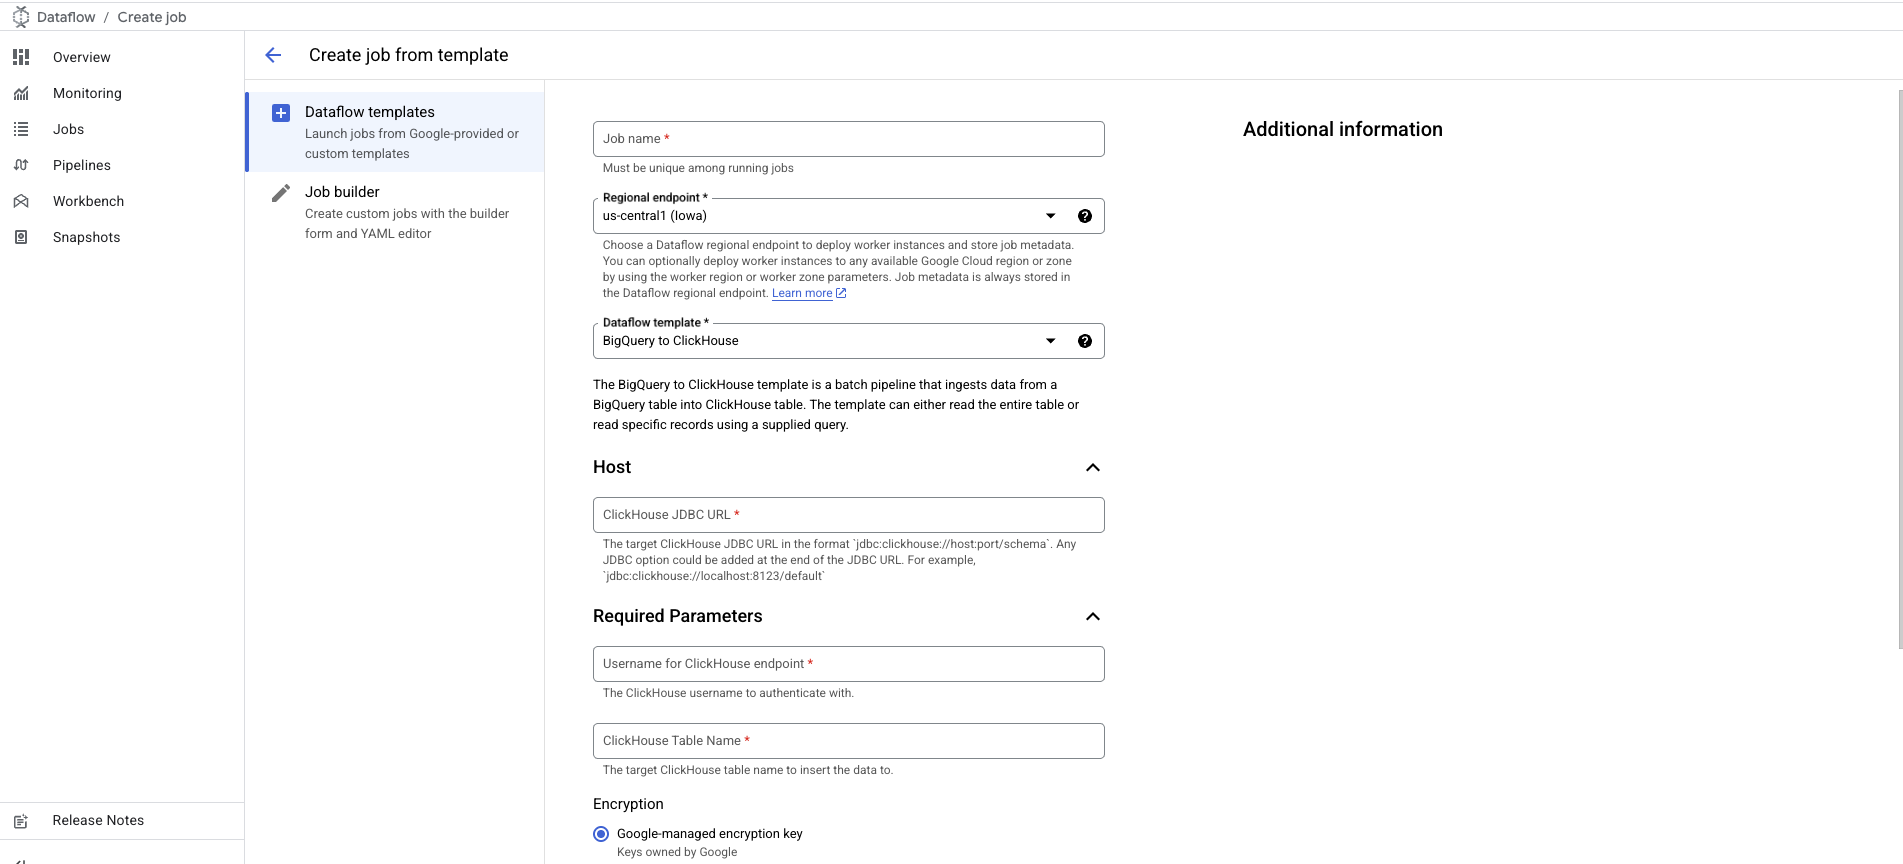 Dataflow / Create job
Overview
Monitoring
Jobs
Pipelines
Workbench
Snapshots
Release Notes
Create job from template
Dataflow templates
Launch jobs from Google-provided or
custom templates
Job builder
Create custom jobs with the builder
form and YAML editor
Job name *
Must be unique among running jobs
Regional endpoint *
us-central1 (Iowa)
Choose a Dataflow regional endpoint to deploy worker instances and store job metadata.
You can optionally deploy worker instances to any available Google Cloud region or zone
by using the worker region or worker zone parameters. Job metadata is always stored in
the Dataflow regional endpoint. Learn more
Dataflow template *
BigQuery to ClickHouse
The BigQuery to ClickHouse template is a batch pipeline that ingests data from a
BigQuery table into ClickHouse table. The template can either read the entire table or
read specific records using a supplied query.
Host
ClickHouse JDBC URL *
The target ClickHouse JDBC URL in the format `jdbc:clickhouse://host:port/schema`. Any
JDBC option could be added at the end of the JDBC URL. For example,
`jdbc:clickhouse://localhost:8123/default`
Required Parameters
Username for ClickHouse endpoint *
The ClickHouse username to authenticate with.
ClickHouse Table Name *
The target ClickHouse table name to insert the data to.
Encryption
Google-managed encryption key
Keys owned by Google
Additional information